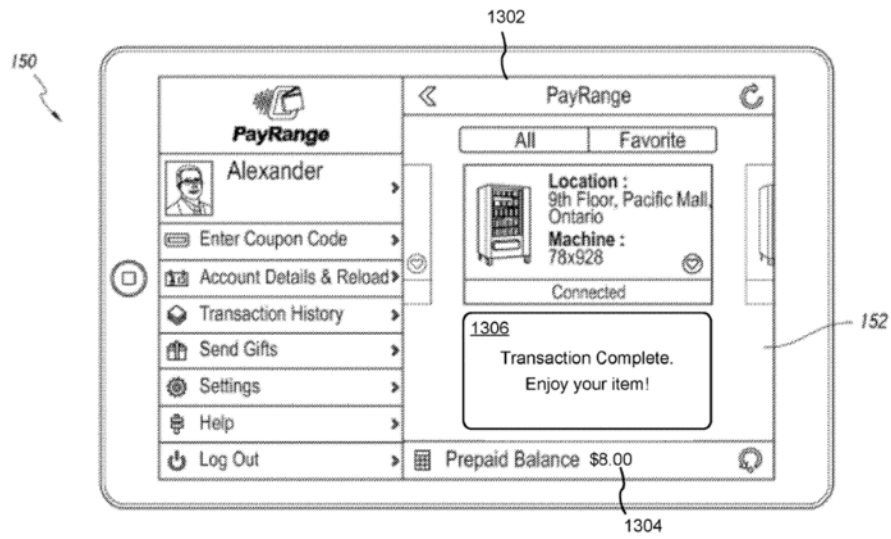 1302
150
PayRange
PayRange
All
Favorite
Alexander
Location :
9th Floor, Pacific Mall,
Ontario
Machine :
78x928
Connected
Enter Coupon Code
Account Details & Reload
Transaction History
Send Gifts
Settings
Help
Log Out
1306
Transaction Complete.
Enjoy your item!
152
Prepaid Balance $8.00
1304